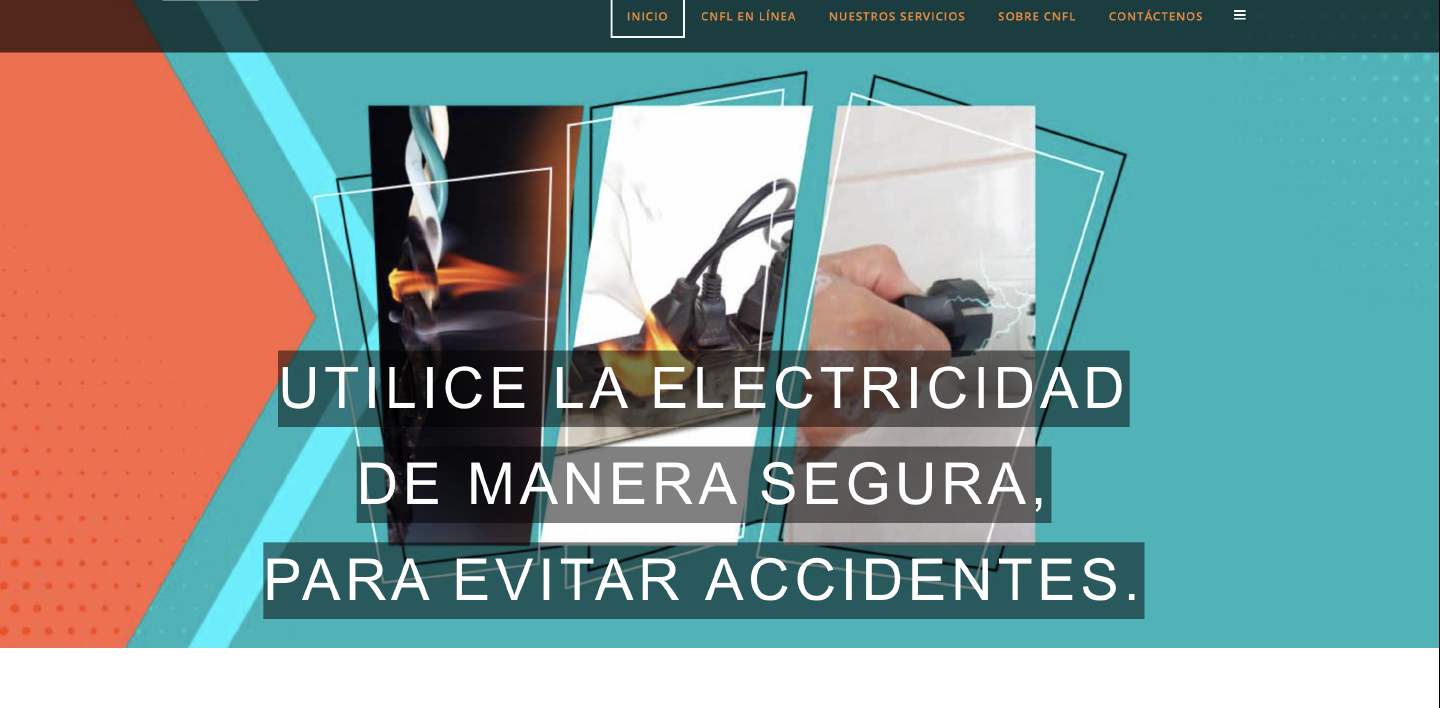 INICIO CNFL EN LÍNEA NUESTROS SERVICIOS SOBRE CNFL CONTÁCTENOS
UTILICE LA ELECTRICIDAD
DE MANERA SEGURA,
PARA EVITAR ACCIDENTES.